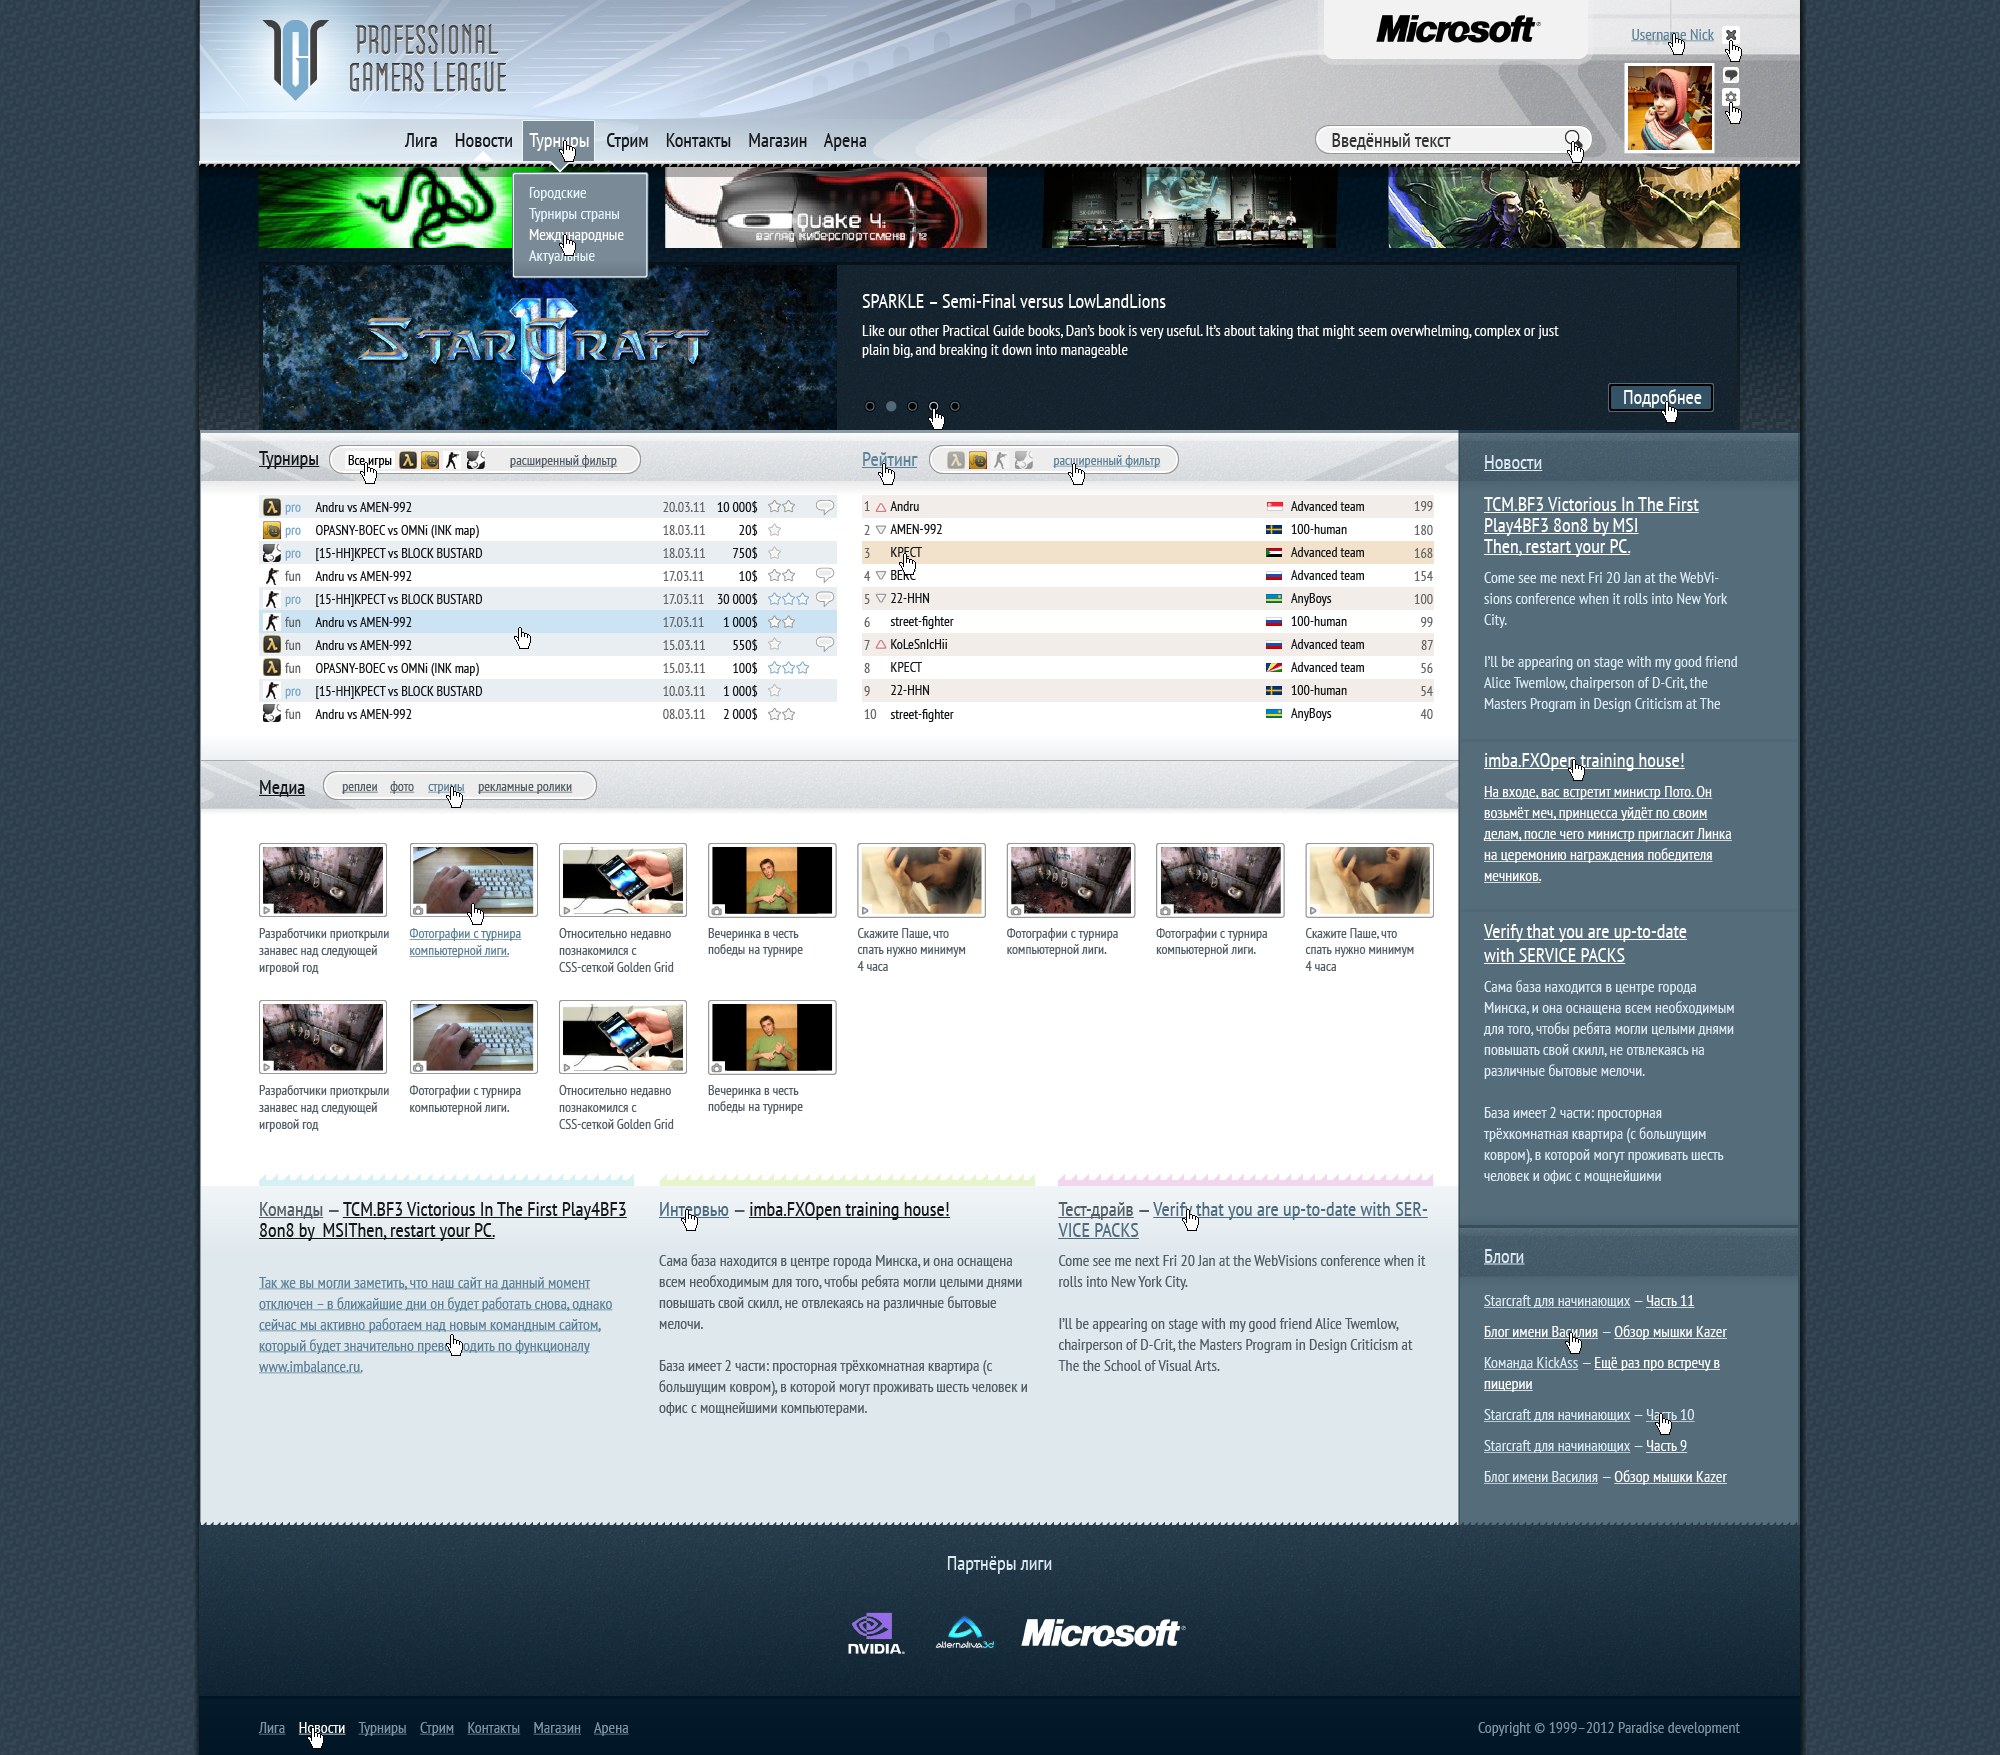 PROFESSIONAL
GAMERS LEAGUE
Microsoft
Username Nick
Лига Новости Турниры Стрим Контакты Магазин Арена
Введённый текст
Городские
Турниры страны
Международные
Актуальные
Quake 4:
взгляд киберспортсмена
STARCRAFT
SPARKLE – Semi-Final versus LowLandLions
Like our other Practical Guide books, Dan's book is very useful. It's about taking that might seem overwhelming, complex or just
plain big, and breaking it down into manageable
Подробнее
Турниры Все игры расширенный фильтр
pro Andru vs AMEN-992 20.03.11 10 000$
pro OPASNY-BOEC vs OMNi (INK map) 18.03.11 20$
pro [15-HH]КРЕСТ vs BLOCK BUSTARD 18.03.11 750$
fun Andru vs AMEN-992 17.03.11 10$
pro [15-HH]КРЕСТ vs BLOCK BUSTARD 17.03.11 30 000$
fun Andru vs AMEN-992 17.03.11 1 000$
fun Andru vs AMEN-992 15.03.11 550$
fun OPASNY-BOEC vs OMNi (INK map) 15.03.11 100$
pro [15-HH]КРЕСТ vs BLOCK BUSTARD 10.03.11 1 000$
fun Andru vs AMEN-992 08.03.11 2 000$
Рейтинг расширенный фильтр
1 Andru Advanced team 199
2 AMEN-992 100-human 180
3 КРЕСТ Advanced team 168
4 Advanced team 154
5 22-HHN AnyBoys 100
6 street-fighter 100-human 99
7 KoLeSnIcHii Advanced team 87
8 КРЕСТ Advanced team 56
9 22-HHN 100-human 54
10 street-fighter AnyBoys 40
Медиа реплеи фото стримы рекламные ролики
Разработчики приоткрыли
занавес над следующей
игровой год
Фотографии с турнира
компьютерной лиги.
Относительно недавно
познакомился с
CSS-сеткой Golden Grid
Вечеринка в честь
победы на турнире
Скажите Паше, что
спать нужно минимум
4 часа
Фотографии с турнира
компьютерной лиги.
Фотографии с турнира
компьютерной лиги.
Скажите Паше, что
спать нужно минимум
4 часа
Разработчики приоткрыли
занавес над следующей
игровой год
Фотографии с турнира
компьютерной лиги.
Относительно недавно
познакомился с
CSS-сеткой Golden Grid
Вечеринка в честь
победы на турнире
Команды — TCM.BF3 Victorious In The First Play4BF3
8on8 by MSIThen, restart your PC.
Так же вы могли заметить, что наш сайт на данный момент
отключен – в ближайшие дни он будет работать снова, однако
сейчас мы активно работаем над новым командным сайтом,
который будет значительно превосходить по функционалу
www.imbalance.ru.
Интервью — imba.FXOpen training house!
Сама база находится в центре города Минска, и она оснащена
всем необходимым для того, чтобы ребята могли целыми днями
повышать свой скилл, не отвлекаясь на различные бытовые
мелочи.
База имеет 2 части: просторная трёхкомнатная квартира (с
большущим ковром), в которой могут проживать шесть человек и
офис с мощнейшими компьютерами.
Тест-драйв — Verify that you are up-to-date with SER-
VICE PACKS
Come see me next Fri 20 Jan at the WebVisions conference when it
rolls into New York City.
I'll be appearing on stage with my good friend Alice Twemlow,
chairperson of D-Crit, the Masters Program in Design Criticism at
The the School of Visual Arts.
Новости
TCM.BF3 Victorious In The First
Play4BF3 8on8 by MSI
Then, restart your PC.
Come see me next Fri 20 Jan at the WebVi-
sions conference when it rolls into New York
City.
I'll be appearing on stage with my good friend
Alice Twemlow, chairperson of D-Crit, the
Masters Program in Design Criticism at The
imba.FXOpen training house!
На входе, вас встретит министр Пото. Он
возьмёт меч, принцесса уйдёт по своим
делам, после чего министр пригласит Линка
на церемонию награждения победителя
мечников.
Verify that you are up-to-date
with SERVICE PACKS
Сама база находится в центре города
Минска, и она оснащена всем необходимым
для того, чтобы ребята могли целыми днями
повышать свой скилл, не отвлекаясь на
различные бытовые мелочи.
База имеет 2 части: просторная
трёхкомнатная квартира (с большущим
ковром), в которой могут проживать шесть
человек и офис с мощнейшими
Блоги
Starcraft для начинающих — Часть 11
Блог имени Василия — Обзор мышки Kazer
Команда KickAss — Ещё раз про встречу в
пицерии
Starcraft для начинающих — Часть 10
Starcraft для начинающих — Часть 9
Блог имени Василия — Обзор мышки Kazer
Партнёры лиги
NVIDIA. alternativa3d Microsoft
Лига Новости Турниры Стрим Контакты Магазин Арена
Copyright © 1999–2012 Paradise development